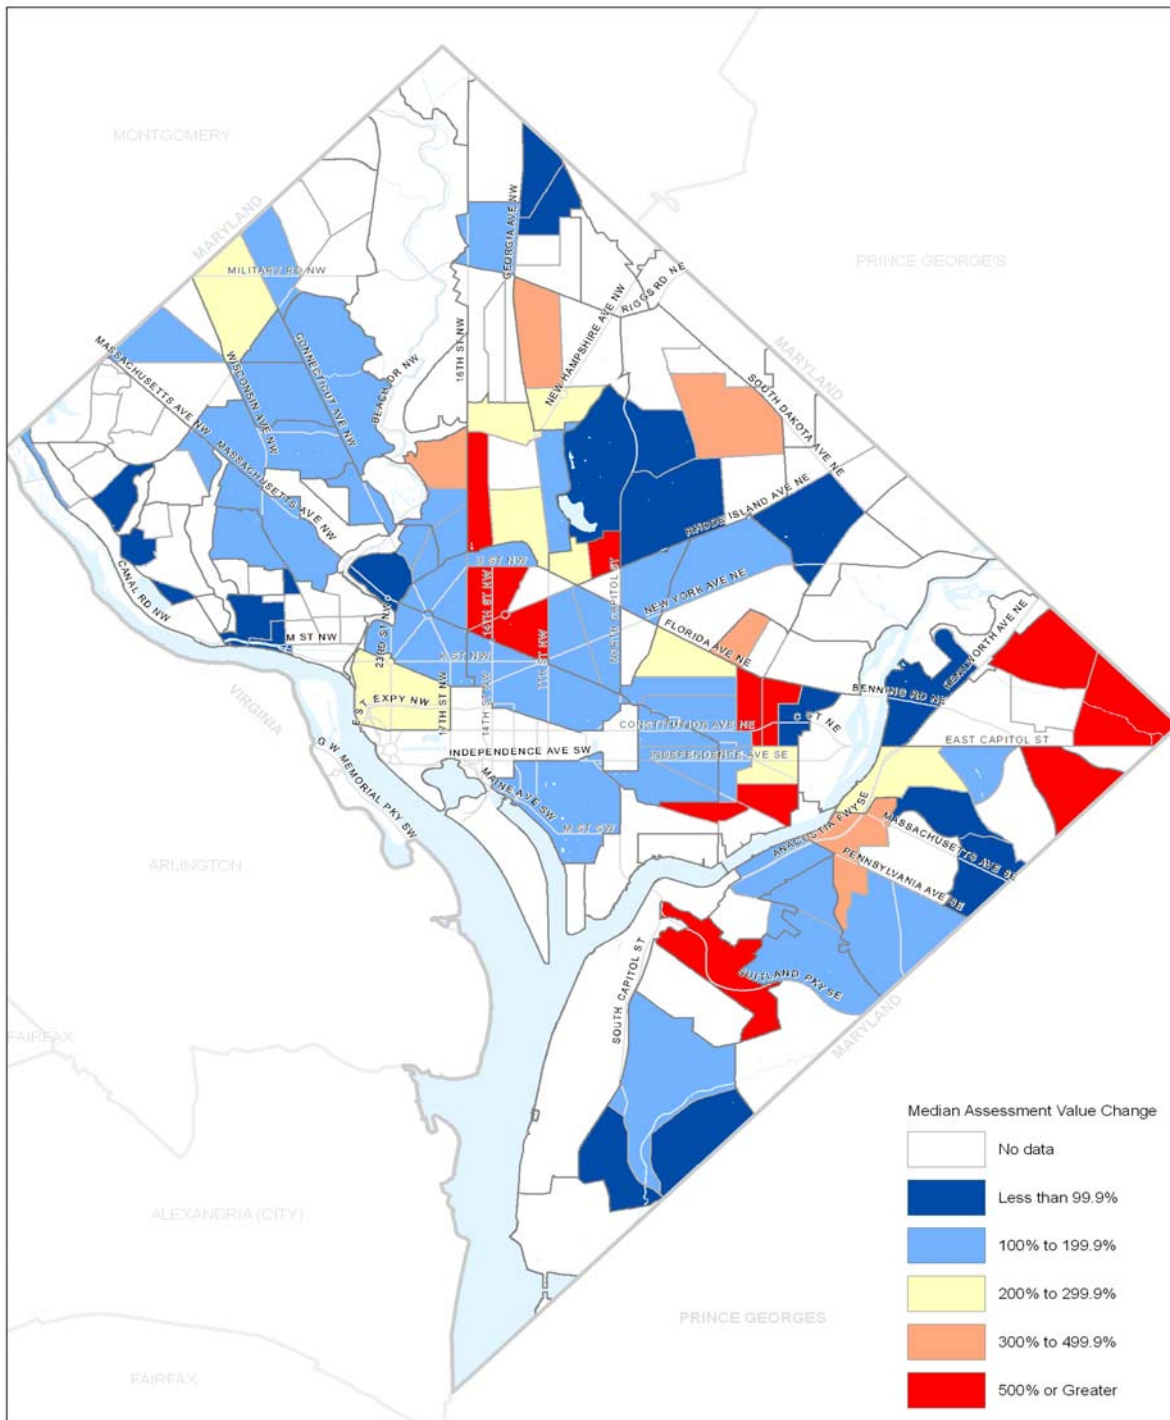 MONTGOMERY
MARYLAND
PRINCE GEORGE'S
MILITARY RD NW
GEORGIA AVE NW
RIGGS RD NE
NEW HAMPSHIRE AVE NW
16TH ST NW
MARYLAND
MASSACHUSETTS AVE NW
WISCONSIN AVE NW
CONNECTICUT AVE NW
BEACH DR NW
SOUTH DAKOTA AVE NE
MASSACHUSETTS AVE NW
RHODE ISLAND AVE NE
U ST NW
CANAL RD NW
NEW YORK AVE NE
NORTH CAPITOL ST
14TH ST NW
M ST NW
23RD ST NW
K ST NW
11TH ST NW
FLORIDA AVE NE
KENILWORTH AVE NE
BENNING RD NE
VIRGINIA
E ST
EXPY NW
17TH ST NW
14TH ST NW
CONSTITUTION AVE NE
C ST NE
EAST CAPITOL ST
INDEPENDENCE AVE SW
INDEPENDENCE AVE SE
G W MEMORIAL PKY SW
MAINE AVE SW
M ST SW
ANACOSTIA FWY SE
MASSACHUSETTS AVE SE
PENNSYLVANIA AVE SE
ARLINGTON
SOUTH CAPITOL ST
SUITLAND PKY SE
MARYLAND
FAIRFAX
ALEXANDRIA (CITY)
PRINCE GEORGES
FAIRFAX
Median Assessment Value Change
No data
Less than 99.9%
100% to 199.9%
200% to 299.9%
300% to 499.9%
500% or Greater